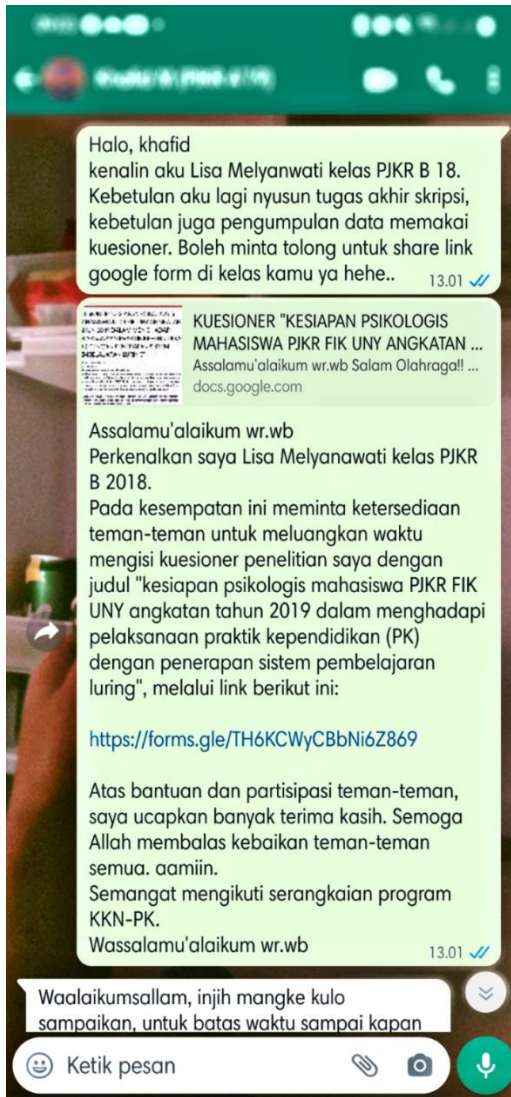 Halo, khafid
kenalin aku Lisa Melyanwati kelas PJKR B 18.
Kebetulan aku lagi nyusun tugas akhir skripsi,
kebetulan juga pengumpulan data memakai
kuesioner. Boleh minta tolong untuk share link
google form di kelas kamu ya hehe..
13.01
KUESIONER "KESIAPAN PSIKOLOGIS
MAHASISWA PJKR FIK UNY ANGKATAN ...
Assalamu'alaikum wr.wb Salam Olahraga!! ...
docs.google.com
Assalamu'alaikum wr.wb
Perkenalkan saya Lisa Melyanawati kelas PJKR
B 2018.
Pada kesempatan ini meminta ketersediaan
teman-teman untuk meluangkan waktu
mengisi kuesioner penelitian saya dengan
judul "kesiapan psikologis mahasiswa PJKR FIK
UNY angkatan tahun 2019 dalam menghadapi
pelaksanaan praktik kependidikan (PK)
dengan penerapan sistem pembelajaran
luring", melalui link berikut ini:
https://forms.gle/TH6KCWyCBbNi6Z869
Atas bantuan dan partisipasi teman-teman,
saya ucapkan banyak terima kasih. Semoga
Allah membalas kebaikan teman-teman
semua. aamiin.
Semangat mengikuti serangkaian program
KKN-PK.
Wassalamu'alaikum wr.wb
13.01
Waalaikumsallam, injih mangke kulo
sampaikan, untuk batas waktu sampai kapan
Ketik pesan